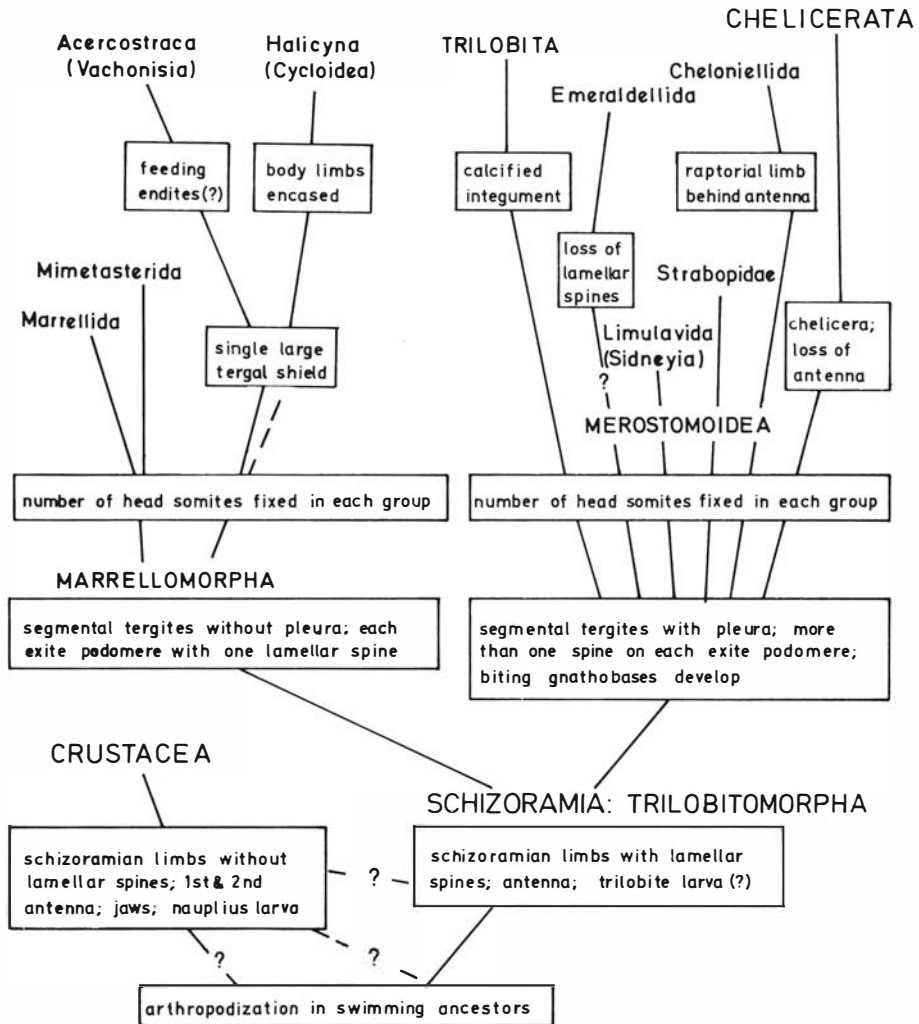 CHELICERATA
Acercostraca
(Vachonisia)
Halicyna
(Cycloidea)
TRILOBITA
Cheloniellida
Emeraldellida
feeding
endites(?)
body limbs
encased
calcified
integument
raptorial limb
behind antenna
loss of
lamellar
spines
Mimetasterida
Strabopidae
Marrellida
chelicera;
loss of
antenna
single large
tergal shield
Limulavida
(Sidneyia)
?
MEROSTOMOIDEA
number of head somites fixed in each group
number of head somites fixed in each group
MARRELLOMORPHA
segmental tergites without pleura; each
exite podomere with one lamellar spine
segmental tergites with pleura; more
than one spine on each exite podomere;
biting gnathobases develop
CRUSTACEA
SCHIZORAMIA: TRILOBITOMORPHA
schizoramian limbs without
lamellar spines; 1st & 2nd
antenna; jaws; nauplius larva
?
schizoramian limbs with lamellar
spines; antenna; trilobite larva (?)
?
?
arthropodization in swimming ancestors